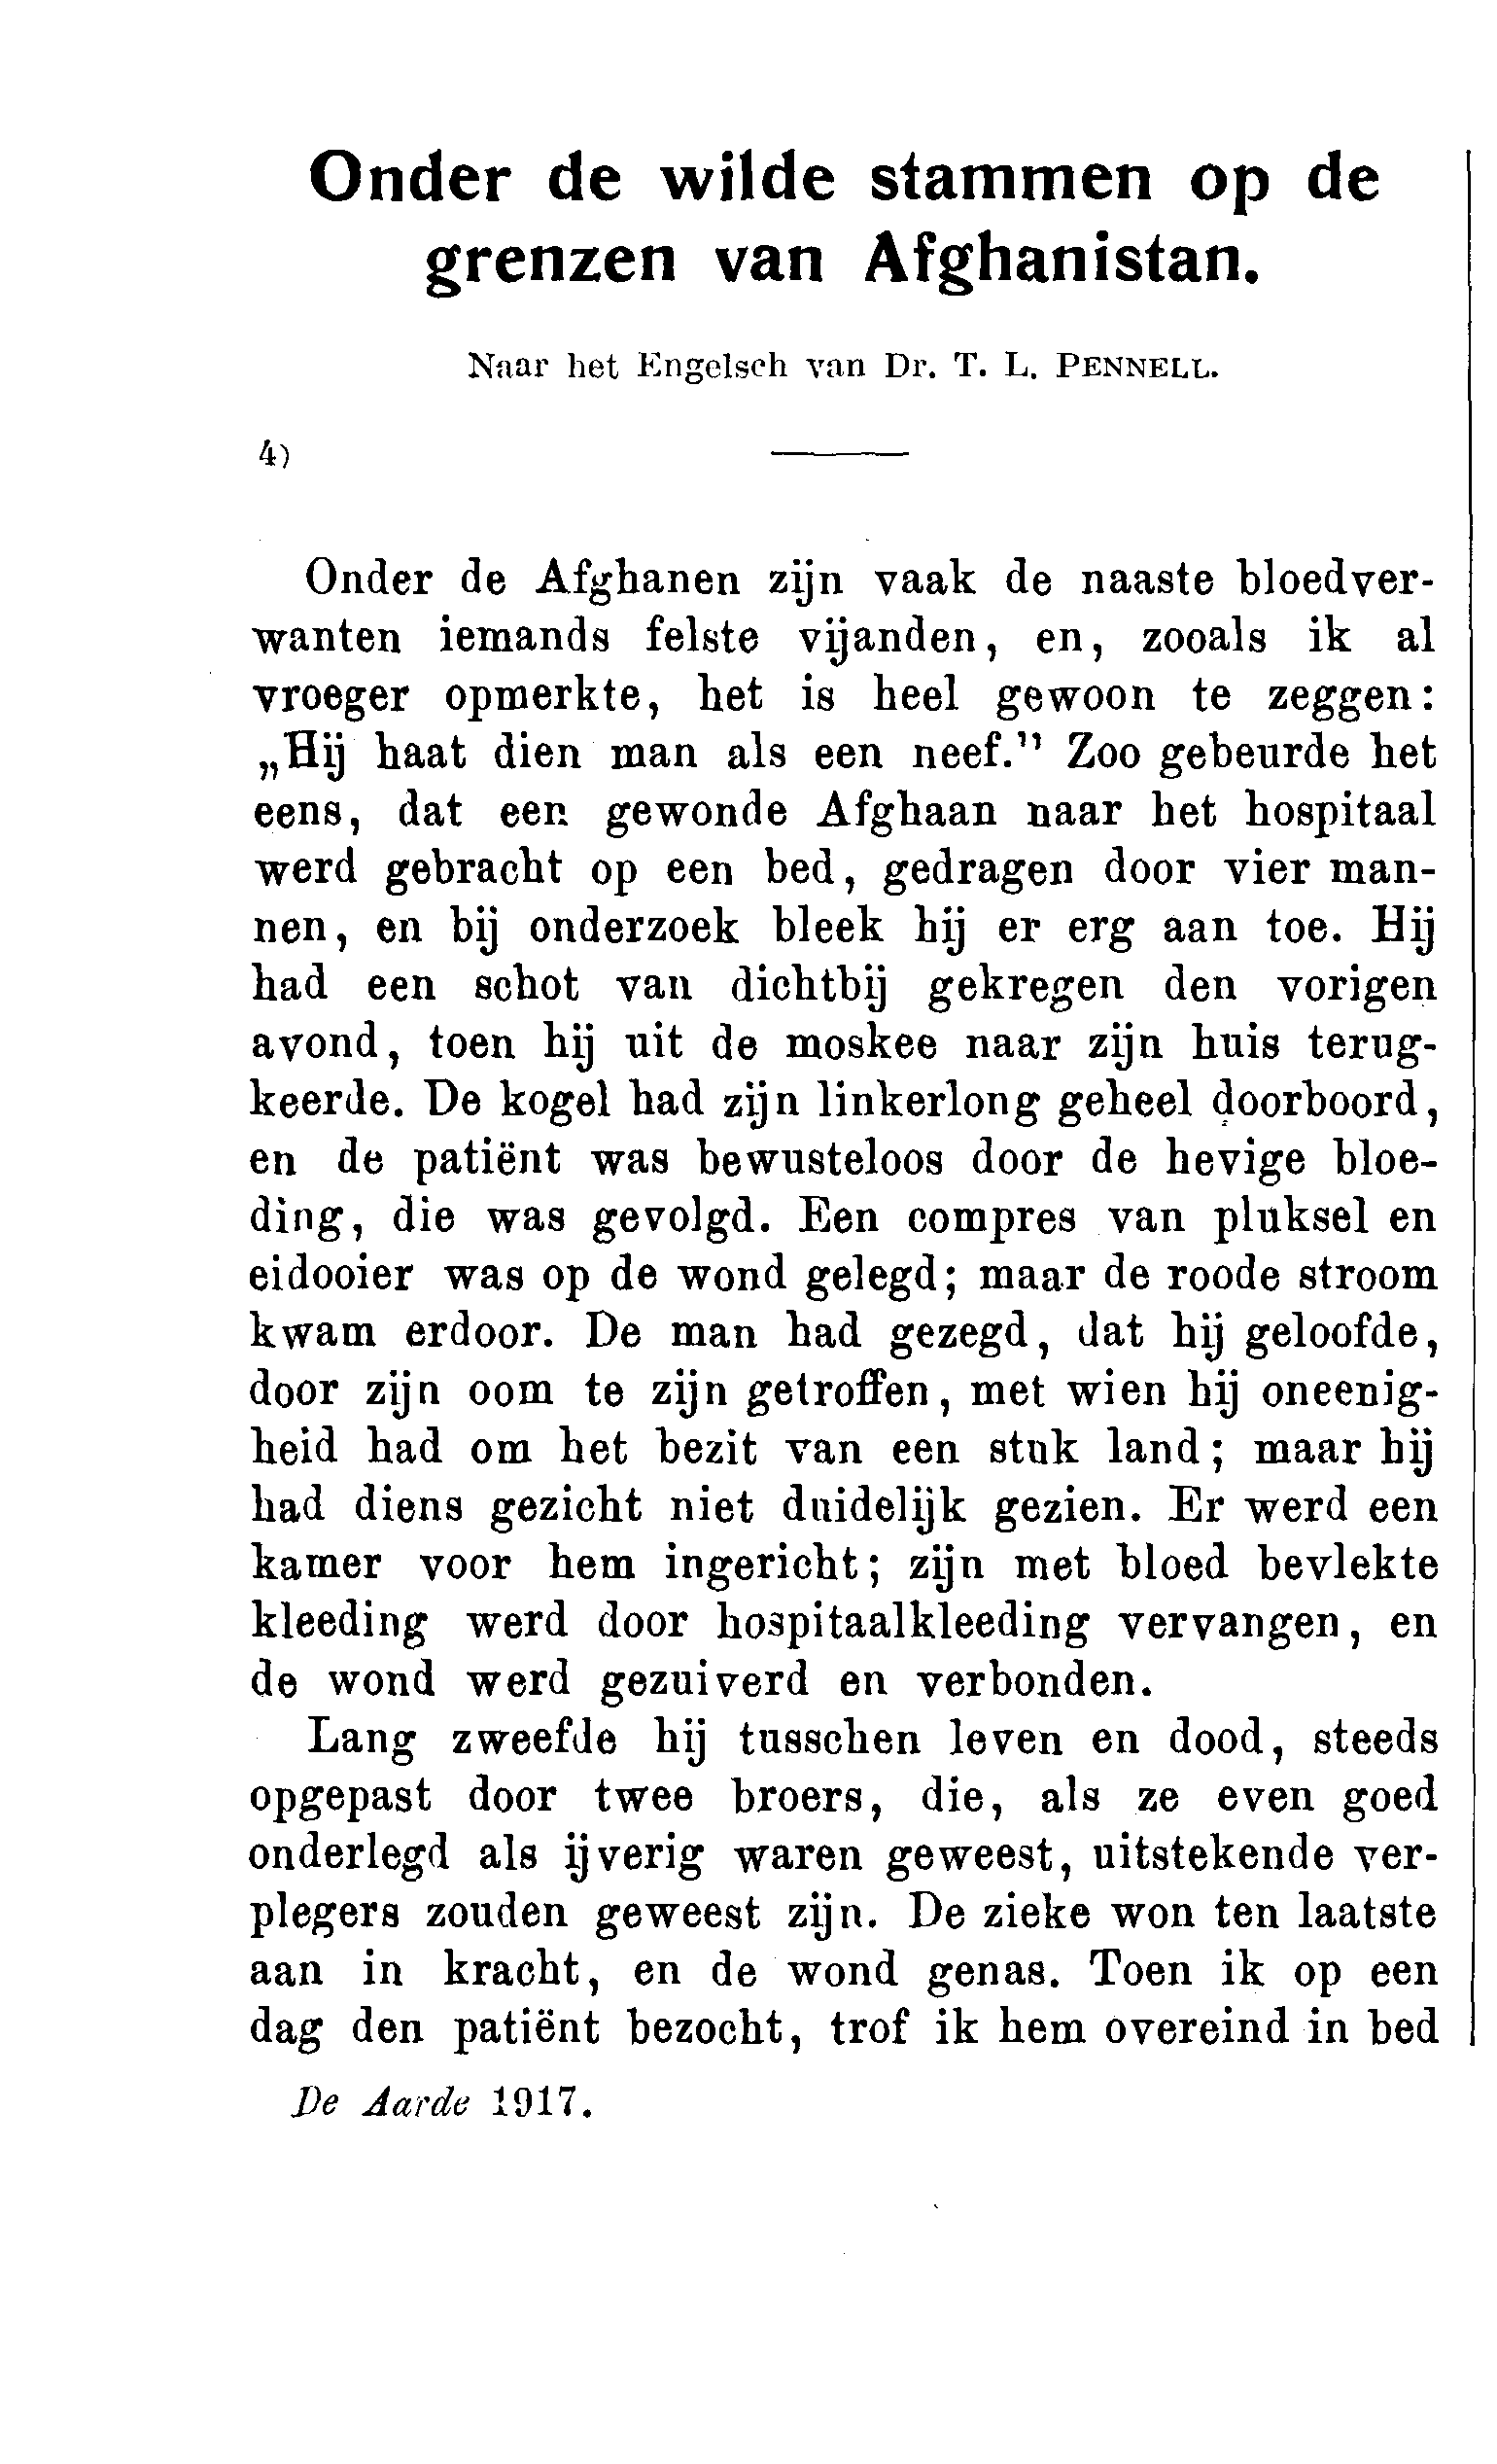 Onder de wilde stammen op de
grenzen van Afghanistan.
Naar het Engelsch van Dr. T. L. PENNELL.
4)
Onder de Afghanen zijn vaak de naaste bloedver-
wanten iemands felste vijanden, en, zooals ik al
vroeger opmerkte, het is heel gewoon te zeggen:
„Hij haat dien man als een neef." Zoo gebeurde het
eens, dat een gewonde Afghaan naar het hospitaal
werd gebracht op een bed, gedragen door vier man-
nen, en bij onderzoek bleek hij er erg aan toe. Hij
had een schot van dichtbij gekregen den vorigen
avond, toen hij uit de moskee naar zijn huis terug-
keerde. De kogel had zijn linkerlong geheel doorboord,
en de patiënt was bewusteloos door de hevige bloe-
ding, die was gevolgd. Een compres van pluksel en
eidooier was op de wond gelegd; maar de roode stroom
kwam erdoor. De man had gezegd, dat hij geloofde,
door zijn oom te zijn getroffen, met wien hij oneenig-
heid had om het bezit van een stuk land; maar hij
had diens gezicht niet duidelijk gezien. Er werd een
kamer voor hem ingericht; zijn met bloed bevlekte
kleeding werd door hospitaalkleeding vervangen, en
de wond werd gezuiverd en verbonden.
Lang zweefde hij tusschen leven en dood, steeds
opgepast door twee broers, die, als ze even goed
onderlegd als ijverig waren geweest, uitstekende ver-
plegers zouden geweest zijn. De zieke won ten laatste
aan in kracht, en de wond genas. Toen ik op een
dag den patiënt bezocht, trof ik hem overeind in bed
De Aarde 1917.